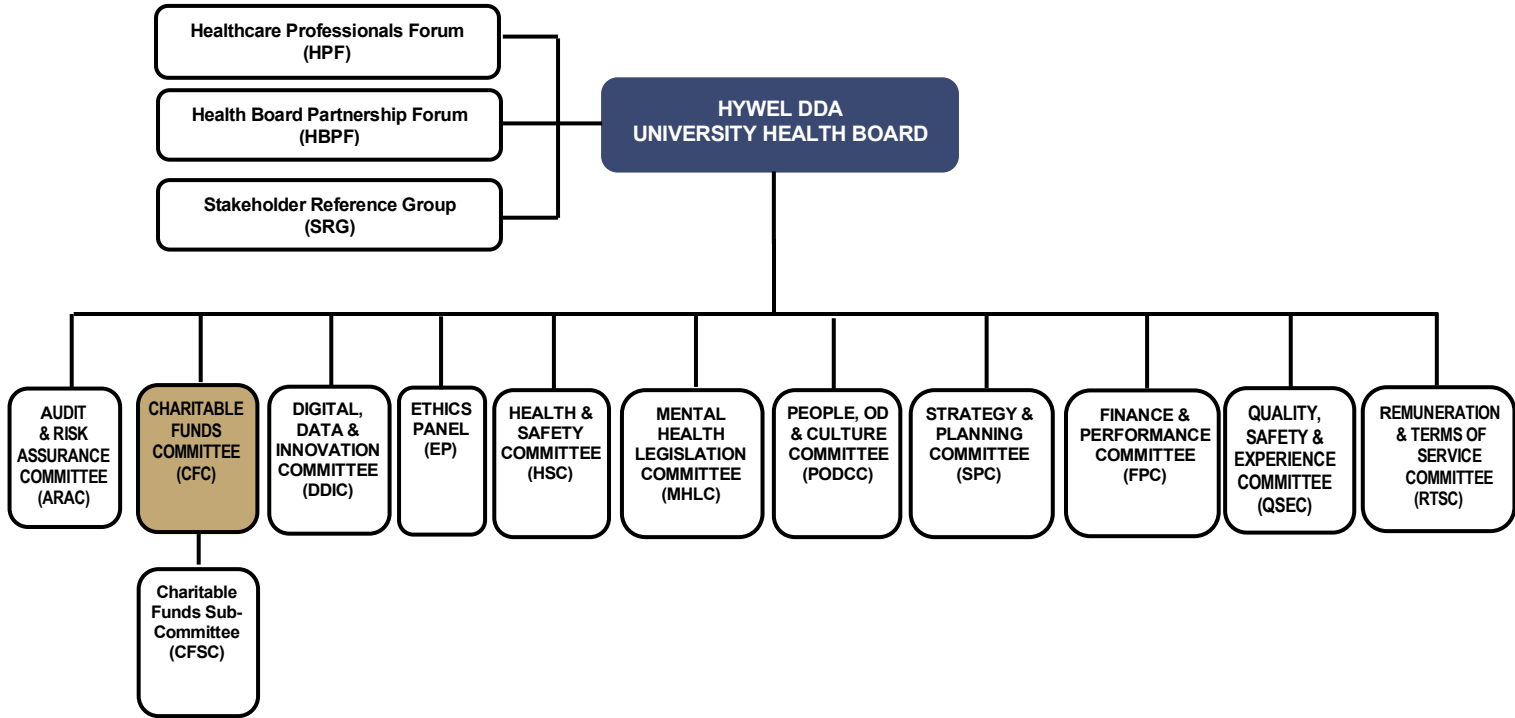 Healthcare Professionals Forum
(HPF)
Health Board Partnership Forum
(HBPF)
Stakeholder Reference Group
(SRG)
HYWEL DDA
UNIVERSITY HEALTH BOARD
AUDIT
& RISK
ASSURANCE
COMMITTEE
(ARAC)
CHARITABLE
FUNDS
COMMITTEE
(CFC)
DIGITAL,
DATA &
INNOVATION
COMMITTEE
(DDIC)
ETHICS
PANEL
(EP)
HEALTH &
SAFETY
COMMITTEE
(HSC)
MENTAL
HEALTH
LEGISLATION
COMMITTEE
(MHLC)
PEOPLE, OD
& CULTURE
COMMITTEE
(PODCC)
STRATEGY &
PLANNING
COMMITTEE
(SPC)
FINANCE &
PERFORMANCE
COMMITTEE
(FPC)
QUALITY,
SAFETY &
EXPERIENCE
COMMITTEE
(QSEC)
REMUNERATION
& TERMS OF
SERVICE
COMMITTEE
(RTSC)
Charitable
Funds Sub-
Committee
(CFSC)